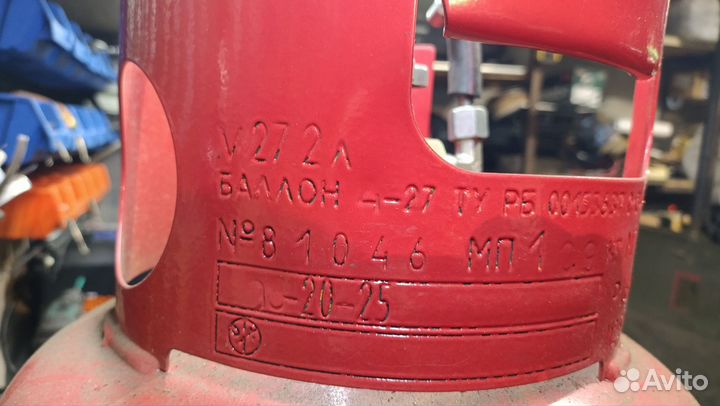 V 27 2 Л
БАЛЛОН 4-27 ТУ РБ
№ 8 1 0 4 6 МП 1
-20-25
Avito